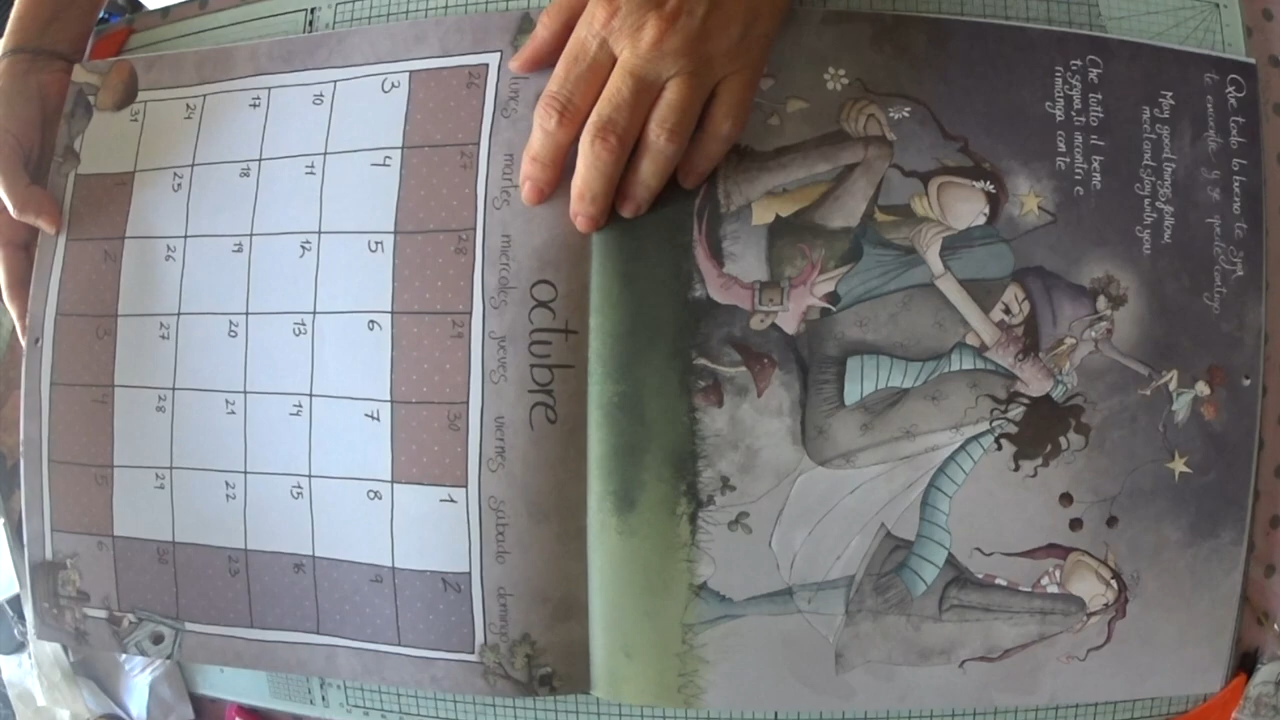 Que todo lo bueno te siga,
te encuentre y se quede contigo
May good things follow,
meet and stay with you
Che tutto il bene
ti segua, ti incontri e
rimanga con te
octubre
lunes martes miercoles jueves viernes sabado domingo
26 27 28 29 30 1 2
3 4 5 6 7 8 9
10 11 12 13 14 15 16
17 18 19 20 21 22 23
24 25 26 27 28 29 30
31 1 2 3 4 5 6